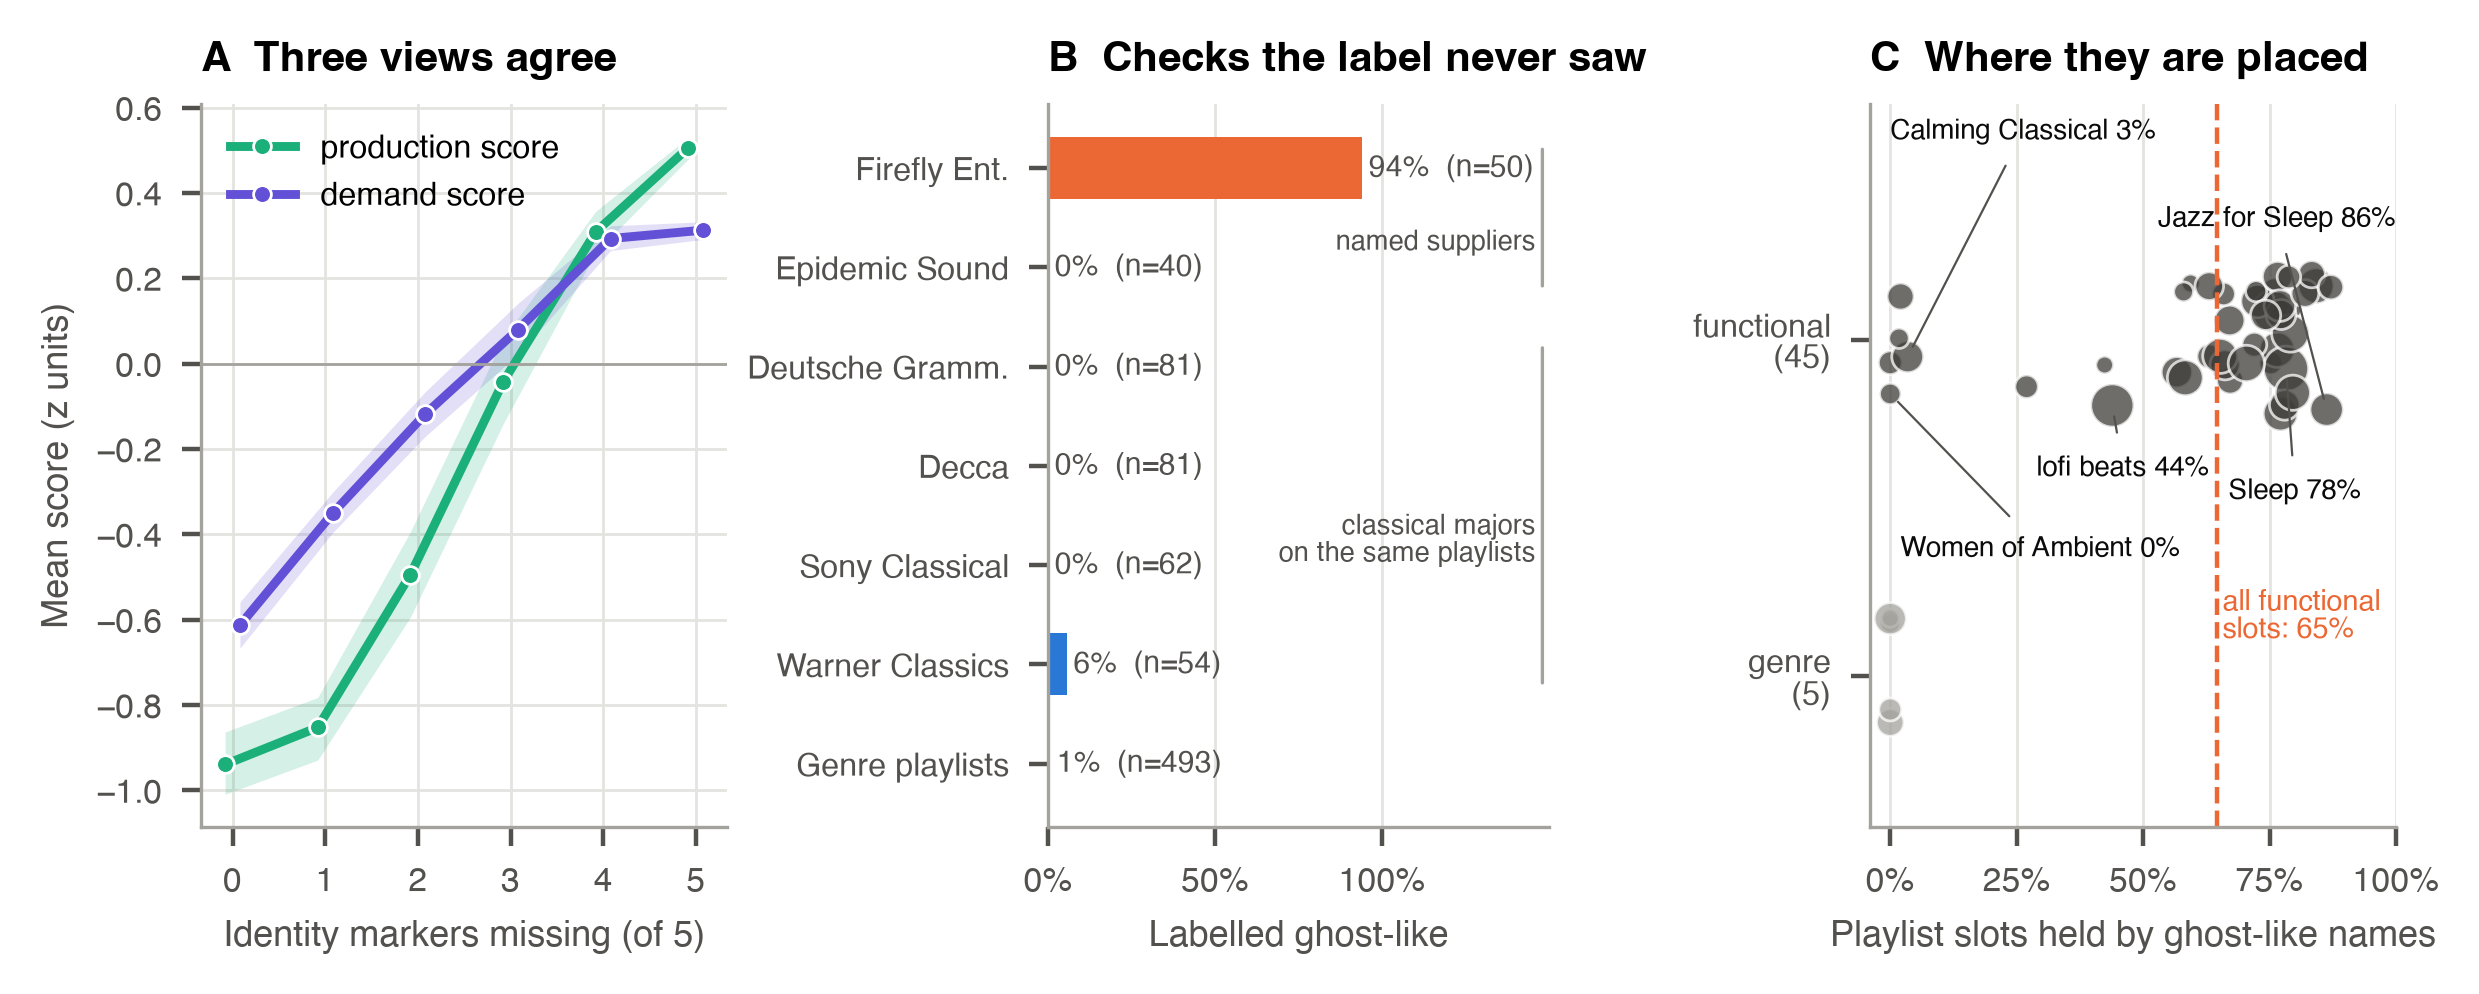 A Three views agree
0.6
0.4
0.2
0.0
−0.2
−0.4
−0.6
−0.8
−1.0
Mean score (z units)
production score
demand score
0 1 2 3 4 5
Identity markers missing (of 5)
B Checks the label never saw
Firefly Ent.
94% (n=50)
named suppliers
Epidemic Sound
0% (n=40)
Deutsche Gramm.
0% (n=81)
Decca
0% (n=81)
classical majors
on the same playlists
Sony Classical
0% (n=62)
Warner Classics
6% (n=54)
Genre playlists
1% (n=493)
0% 50% 100%
Labelled ghost-like
C Where they are placed
Calming Classical 3%
Jazz for Sleep 86%
functional
(45)
lofi beats 44%
Sleep 78%
Women of Ambient 0%
all functional
slots: 65%
genre
(5)
0% 25% 50% 75% 100%
Playlist slots held by ghost-like names